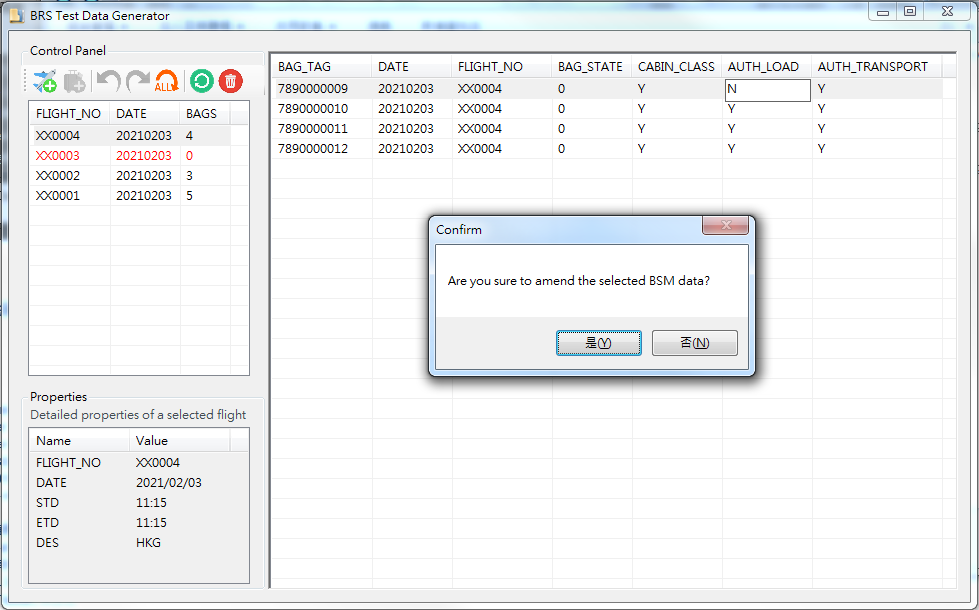 BRS Test Data Generator
Control Panel
ALL
FLIGHT_NO DATE BAGS
XX0004 20210203 4
XX0003 20210203 0
XX0002 20210203 3
XX0001 20210203 5
Properties
Detailed properties of a selected flight
Name Value
FLIGHT_NO XX0004
DATE 2021/02/03
STD 11:15
ETD 11:15
DES HKG
BAG_TAG DATE FLIGHT_NO BAG_STATE CABIN_CLASS AUTH_LOAD AUTH_TRANSPORT
7890000009 20210203 XX0004 0 Y N Y
7890000010 20210203 XX0004 0 Y Y Y
7890000011 20210203 XX0004 0 Y Y Y
7890000012 20210203 XX0004 0 Y Y Y
Confirm
Are you sure to amend the selected BSM data?
是(Y) 否(N)